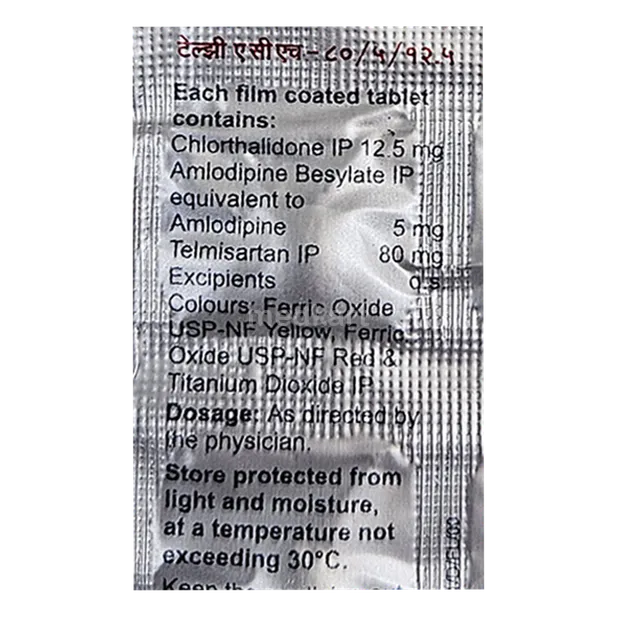 टेल्झी ए सी एच - ८०/५/१२.५
Each film coated tablet
contains:
Chlorthalidone IP 12.5 mg
Amlodipine Besylate IP
equivalent to
Amlodipine 5 mg
Telmisartan IP 80 mg
Excipients q.s.
Colours: Ferric Oxide
USP-NF Yellow, Ferric
Oxide USP-NF Red &
Titanium Dioxide IP
Dosage: As directed by
the physician.
Store protected from
light and moisture,
at a temperature not
exceeding 30°C.
Keep